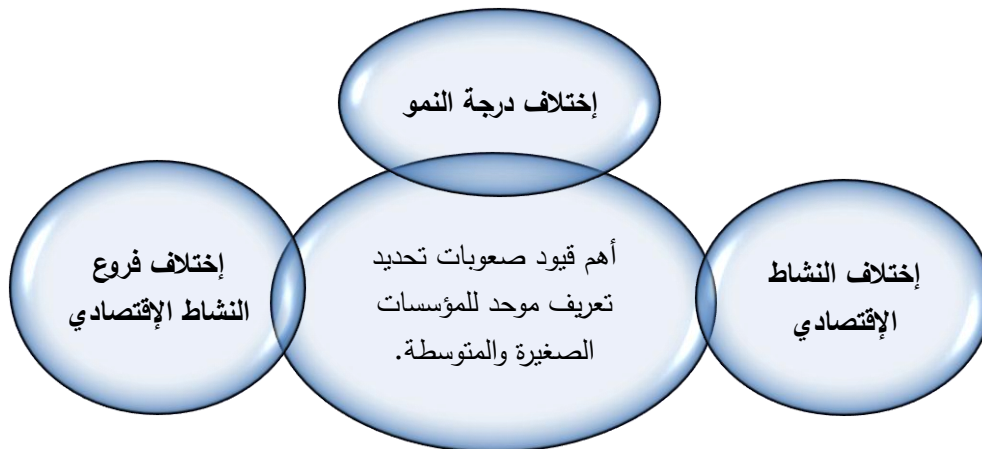 إختلاف درجة النمو
أهم قيود صعوبات تحديد
تعريف موحد للمؤسسات
الصغيرة والمتوسطة.
إختلاف النشاط
الإقتصادي
إختلاف فروع
النشاط الإقتصادي